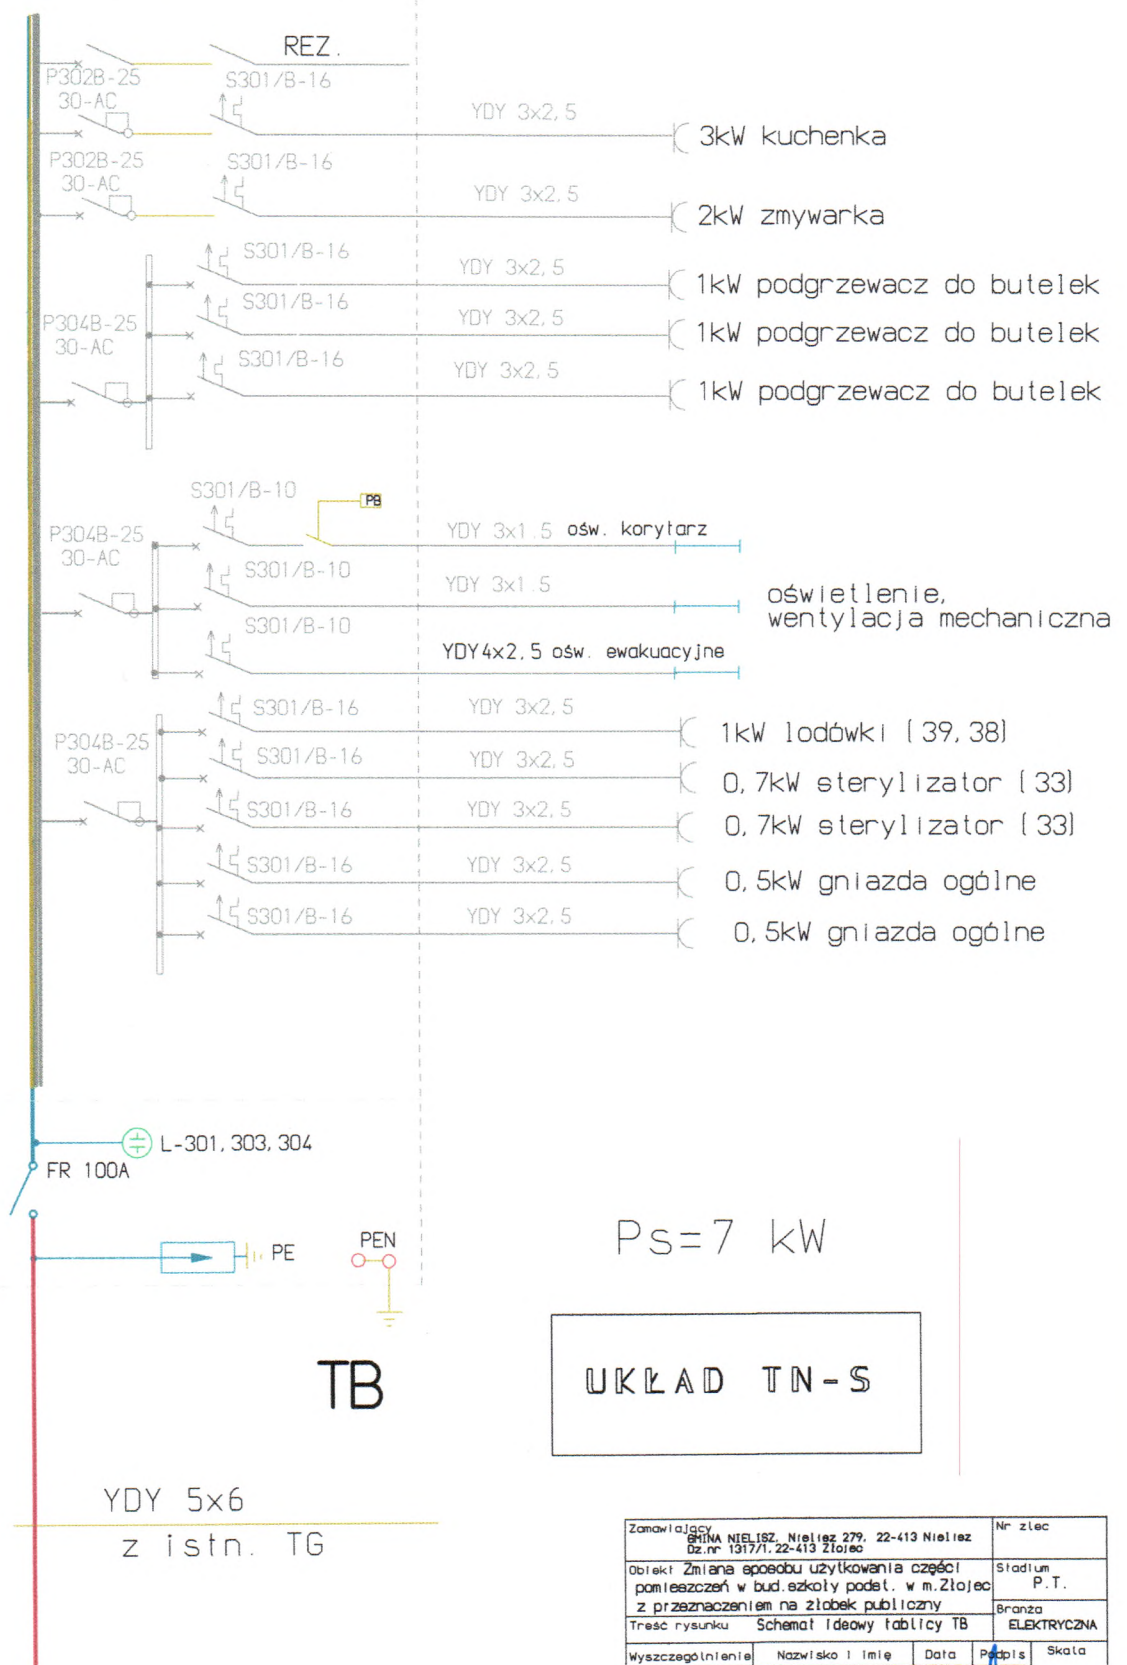 REZ.
P302B-25
30-AC
S301/B-16
YDY 3x2,5
3kW kuchenka
P302B-25
30-AC
S301/B-16
YDY 3x2,5
2kW zmywarka
S301/B-16
YDY 3x2,5
1kW podgrzewacz do butelek
P304B-25
30-AC
S301/B-16
YDY 3x2,5
1kW podgrzewacz do butelek
S301/B-16
YDY 3x2,5
1kW podgrzewacz do butelek
S301/B-10
PB
P304B-25
30-AC
YDY 3x1.5 ośw. korytarz
S301/B-10
YDY 3x1.5
oświetlenie,
wentylacja mechaniczna
S301/B-10
YDY4x2,5 ośw. ewakuacyjne
S301/B-16
YDY 3x2,5
1kW lodówki (39,38)
P304B-25
30-AC
S301/B-16
YDY 3x2,5
0,7kW sterylizator (33)
S301/B-16
YDY 3x2,5
0,7kW sterylizator (33)
S301/B-16
YDY 3x2,5
0,5kW gniazda ogólne
S301/B-16
YDY 3x2,5
0,5kW gniazda ogólne
L-301,303,304
FR 100A
PE
PEN
Ps=7 kW
TB
UKŁAD TN-S
YDY 5x6
z istn. TG
Zamawiający
GMINA NIELISZ, Nielisz 279, 22-413 Nielisz
Dz.nr 1317/1, 22-413 Złojec
Nr zlec
Obiekt Zmiana sposobu użytkowania części
pomieszczeń w bud.szkoły podst. w m.Złojec
z przeznaczeniem na żłobek publiczny
Stadium
P.T.
Branża
ELEKTRYCZNA
Treść rysunku Schemat ideowy tablicy TB
Wyszczególnienie
Nazwisko i imię
Data
Podpis
Skala